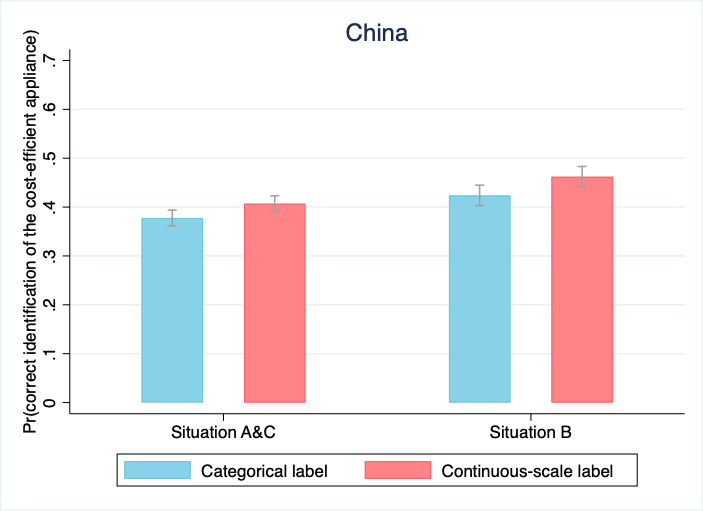 China
Pr(correct identification of the cost-efficient appliance)
.7
.6
.5
.4
.3
.2
.1
0
Situation A&C
Situation B
Categorical label
Continuous-scale label